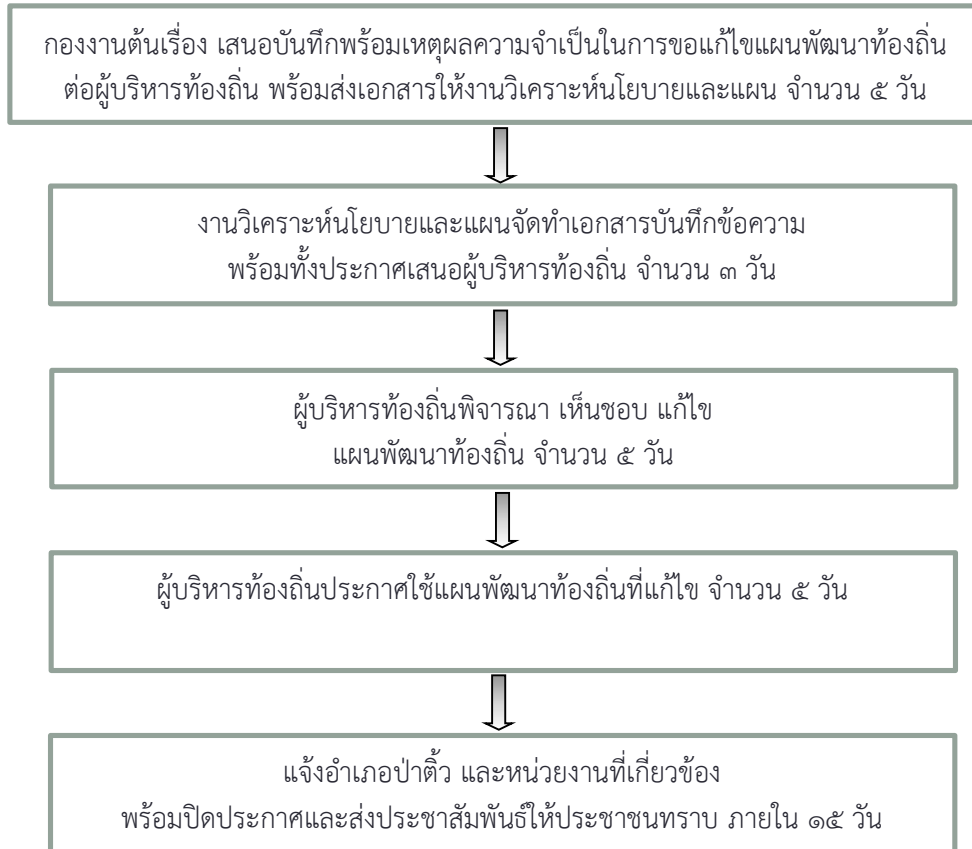 กองงานต้นเรื่อง เสนอบันทึกพร้อมเหตุผลความจำเป็นในการขอแก้ไขแผนพัฒนาท้องถิ่น
ต่อผู้บริหารท้องถิ่น พร้อมส่งเอกสารให้งานวิเคราะห์นโยบายและแผน จำนวน ๕ วัน
งานวิเคราะห์นโยบายและแผนจัดทำเอกสารบันทึกข้อความ
พร้อมทั้งประกาศเสนอผู้บริหารท้องถิ่น จำนวน ๓ วัน
ผู้บริหารท้องถิ่นพิจารณา เห็นชอบ แก้ไข
แผนพัฒนาท้องถิ่น จำนวน ๕ วัน
ผู้บริหารท้องถิ่นประกาศใช้แผนพัฒนาท้องถิ่นที่แก้ไข จำนวน ๕ วัน
แจ้งอำเภอป่าติ้ว และหน่วยงานที่เกี่ยวข้อง
พร้อมปิดประกาศและส่งประชาสัมพันธ์ให้ประชาชนทราบ ภายใน ๑๕ วัน